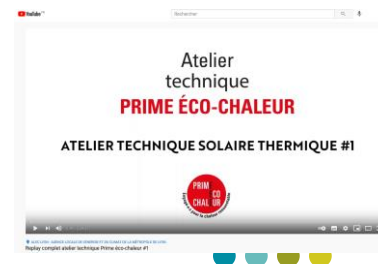 YouTube
Rechercher
Atelier
technique
PRIME ÉCO-CHALEUR
ATELIER TECHNIQUE SOLAIRE THERMIQUE #1
PRIM
CO
CHAL UR
Replay complet atelier technique Prime éco-chaleur #1